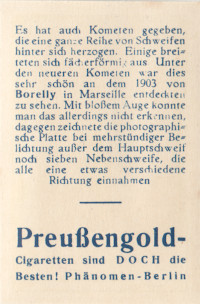 Es hat auch Kometen gegeben,
die eine ganze Reihe von Schweifen
hinter sich herzogen. Einige brei-
teten sich fächerförmig aus Unter
den neueren Kometen war dies
sehr schön an dem 1903 von
Borelly in Marseille entdeckten
zu sehen. Mit bloßem Auge konnte
man das allerdings nicht erkennen,
dagegen zeichnete die photographi-
sche Platte bei mehrstündiger Be-
lichtung außer dem Hauptschweif
noch sieben Nebenschweife, die
alle eine etwas verschiedene
Richtung einnahmen
Preußengold-
Cigaretten sind DOCH die
Besten! Phänomen-Berlin